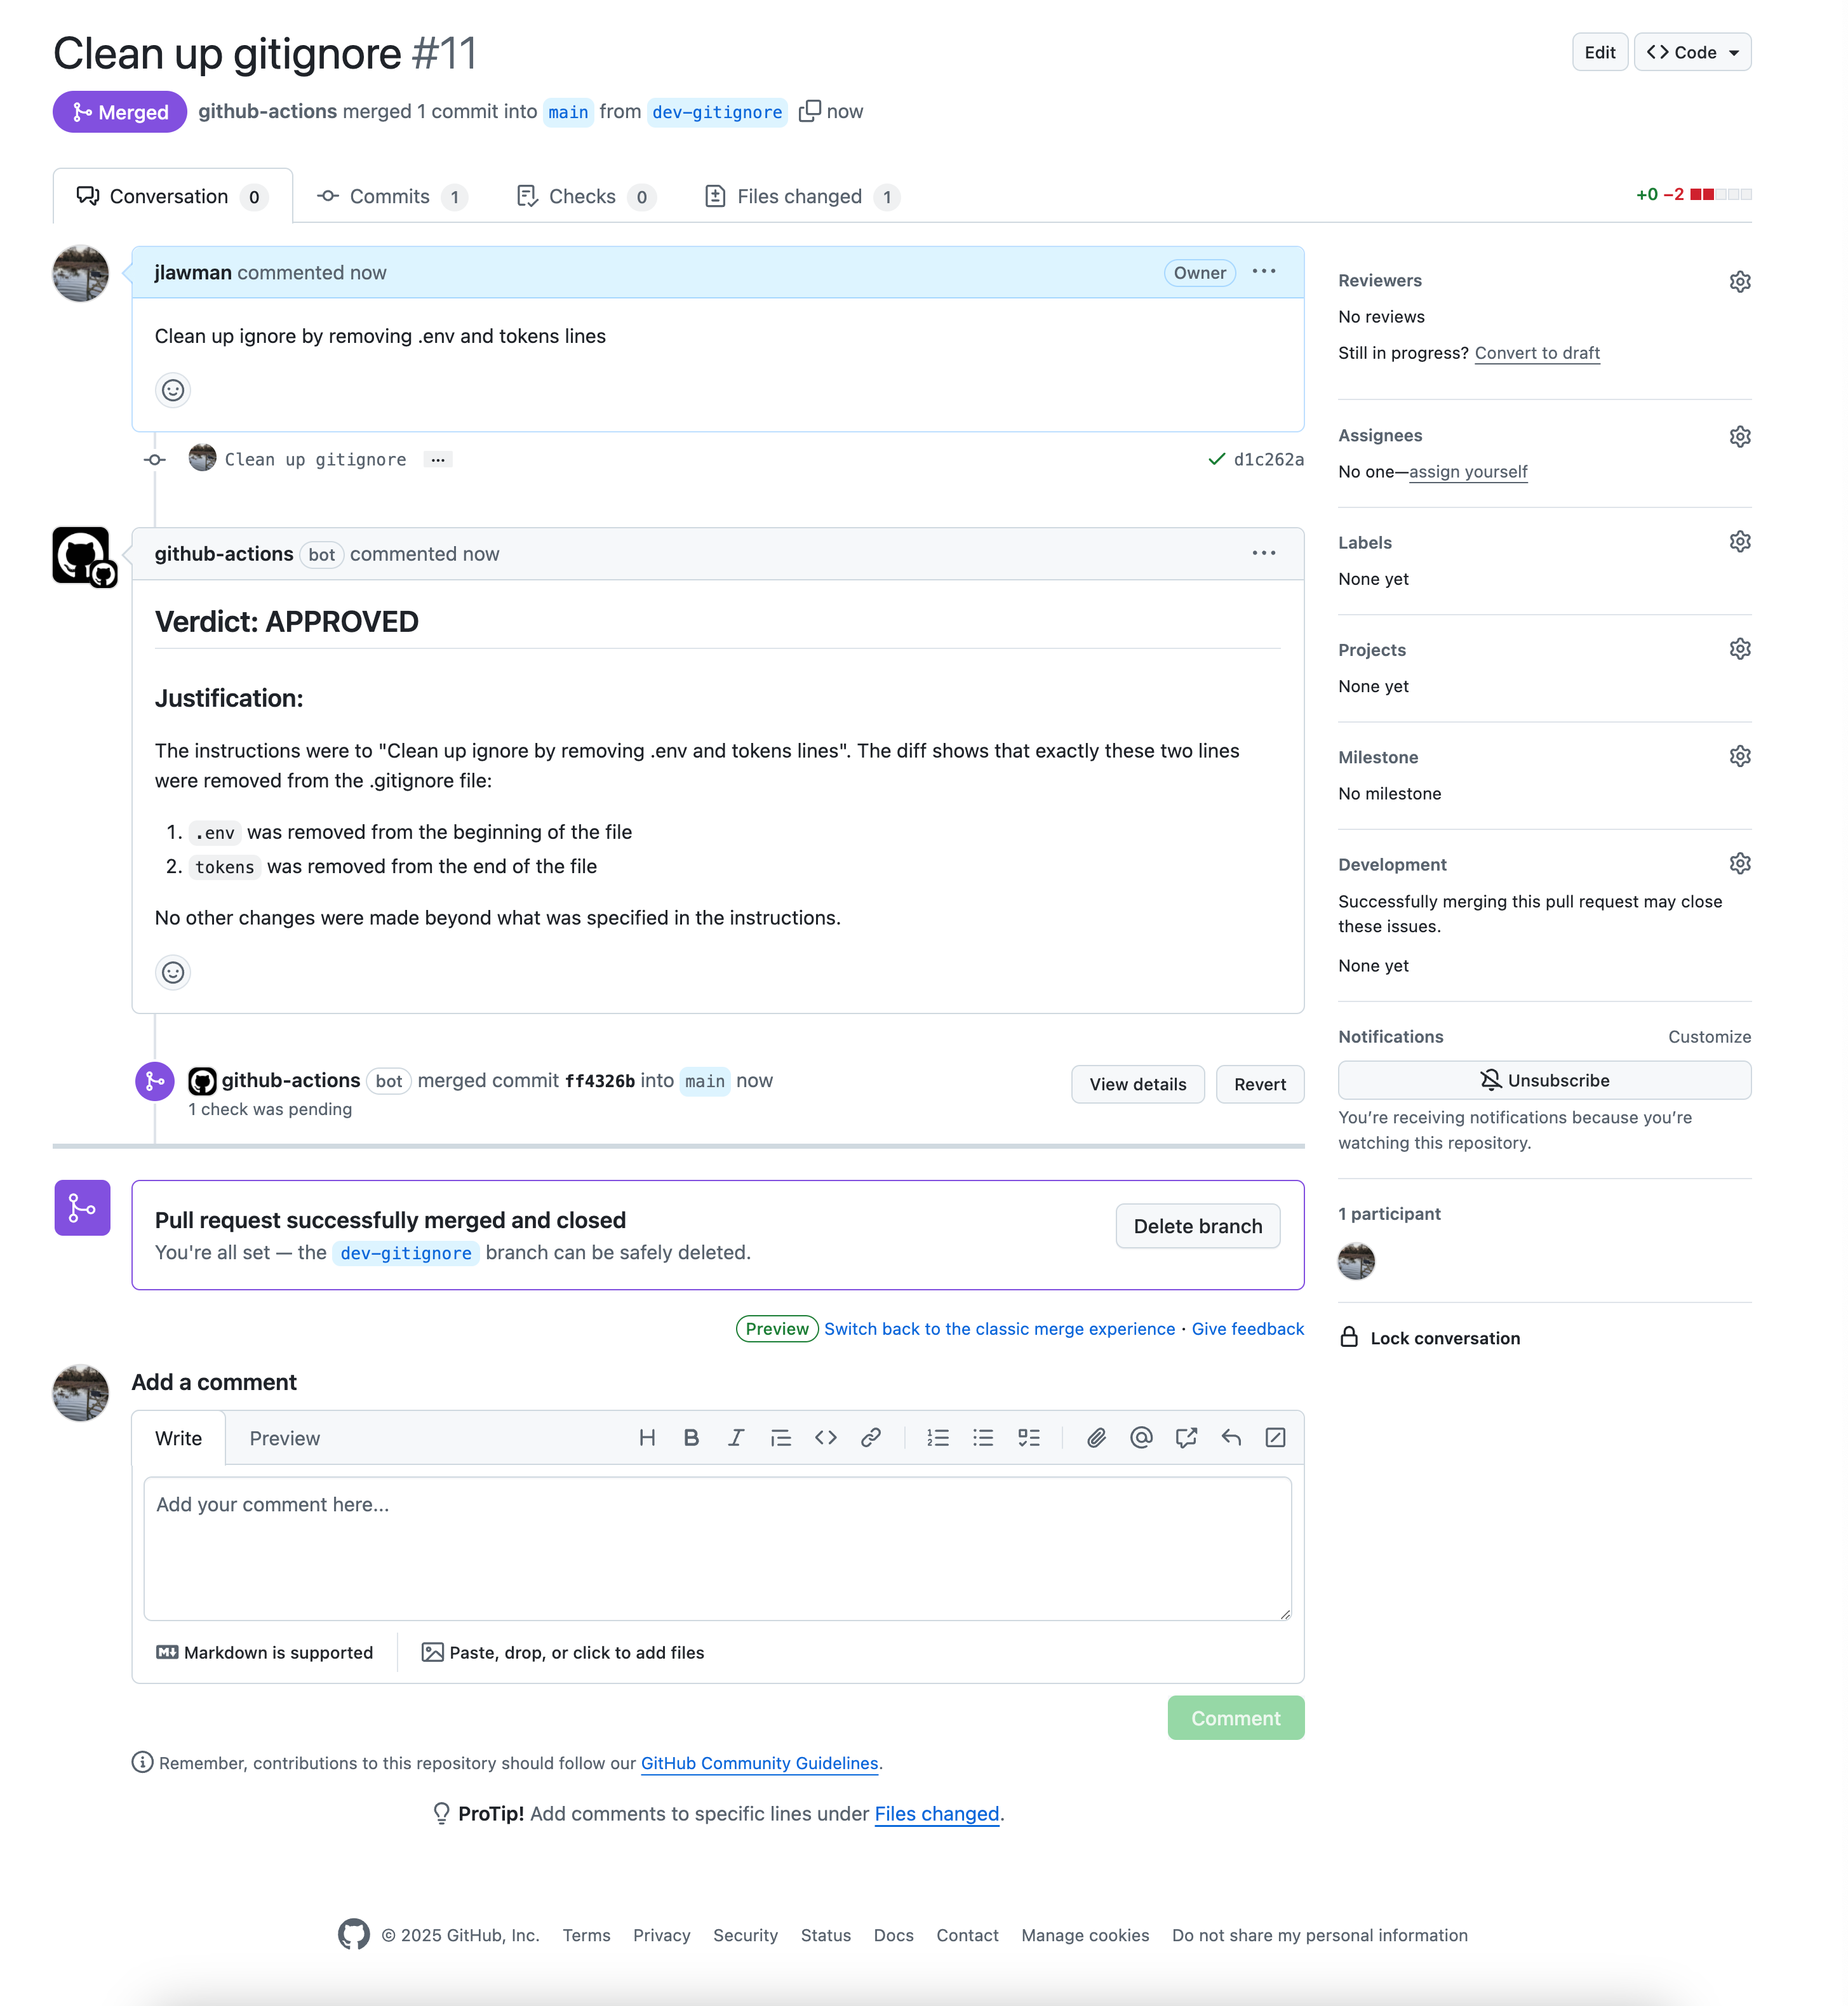 Clean up gitignore #11
Edit
Code
Merged
github-actions merged 1 commit into main from dev-gitignore now
Conversation 0
Commits 1
Checks 0
Files changed 1
+0 −2
jlawman commented now
Owner
Clean up ignore by removing .env and tokens lines
Clean up gitignore ...
d1c262a
github-actions bot commented now
Verdict: APPROVED
Justification:
The instructions were to "Clean up ignore by removing .env and tokens lines". The diff shows that exactly these two lines
were removed from the .gitignore file:
1. .env was removed from the beginning of the file
2. tokens was removed from the end of the file
No other changes were made beyond what was specified in the instructions.
github-actions bot merged commit ff4326b into main now
1 check was pending
View details
Revert
Pull request successfully merged and closed
You're all set — the dev-gitignore branch can be safely deleted.
Delete branch
Preview Switch back to the classic merge experience · Give feedback
Add a comment
Write
Preview
Add your comment here...
Markdown is supported
Paste, drop, or click to add files
Comment
Remember, contributions to this repository should follow our GitHub Community Guidelines.
ProTip! Add comments to specific lines under Files changed.
Reviewers
No reviews
Still in progress? Convert to draft
Assignees
No one—assign yourself
Labels
None yet
Projects
None yet
Milestone
No milestone
Development
Successfully merging this pull request may close
these issues.
None yet
Notifications
Customize
Unsubscribe
You're receiving notifications because you're
watching this repository.
1 participant
Lock conversation
© 2025 GitHub, Inc.
Terms
Privacy
Security
Status
Docs
Contact
Manage cookies
Do not share my personal information